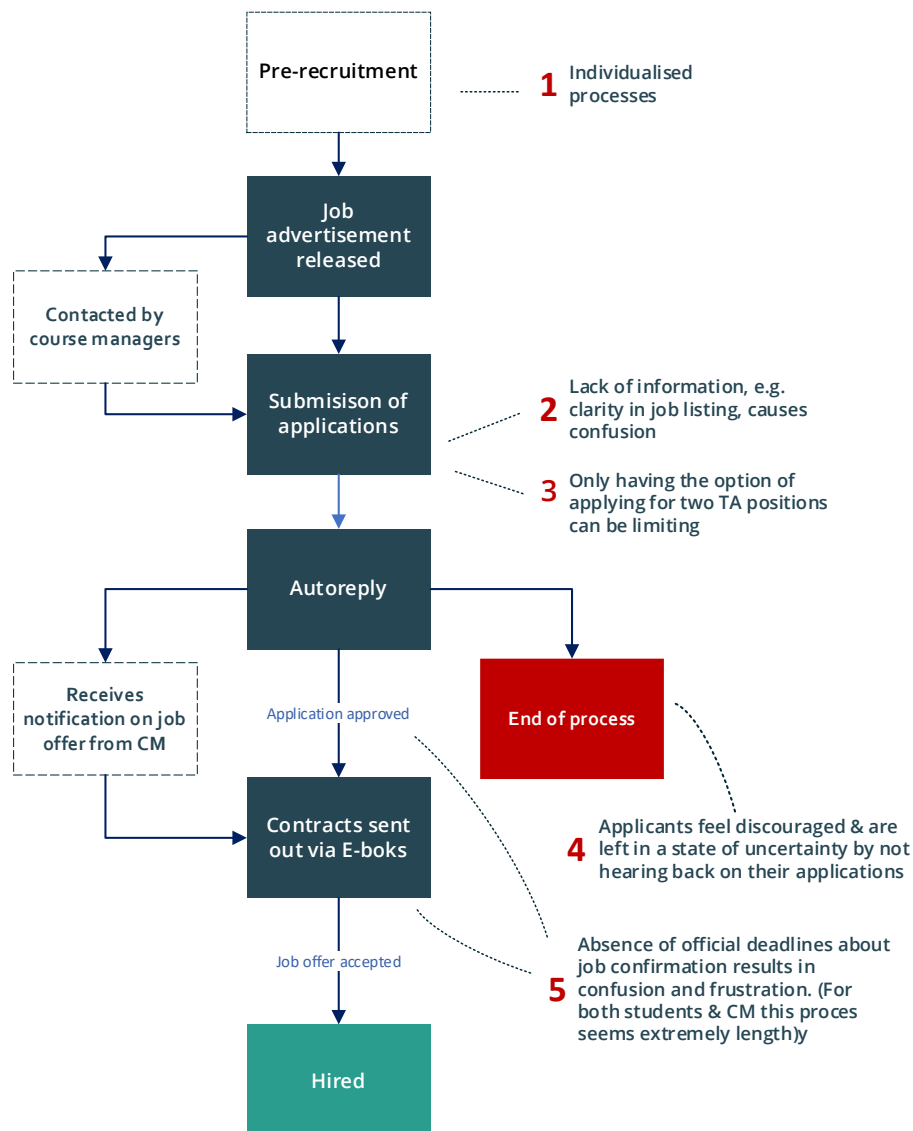 Pre-recruitment
1
Individualised
processes
Job
advertisement
released
Contacted by
course managers
Submisison of
applications
2
Lack of information, e.g.
clarity in job listing, causes
confusion
3
Only having the option of
applying for two TA positions
can be limiting
Autoreply
Receives
notification on job
offer from CM
Application approved
End of process
Contracts sent
out via E-boks
4
Applicants feel discouraged & are
left in a state of uncertainty by not
hearing back on their applications
Job offer accepted
5
Absence of official deadlines about
job confirmation results in
confusion and frustration. (For
both students & CM this proces
seems extremely length)y
Hired